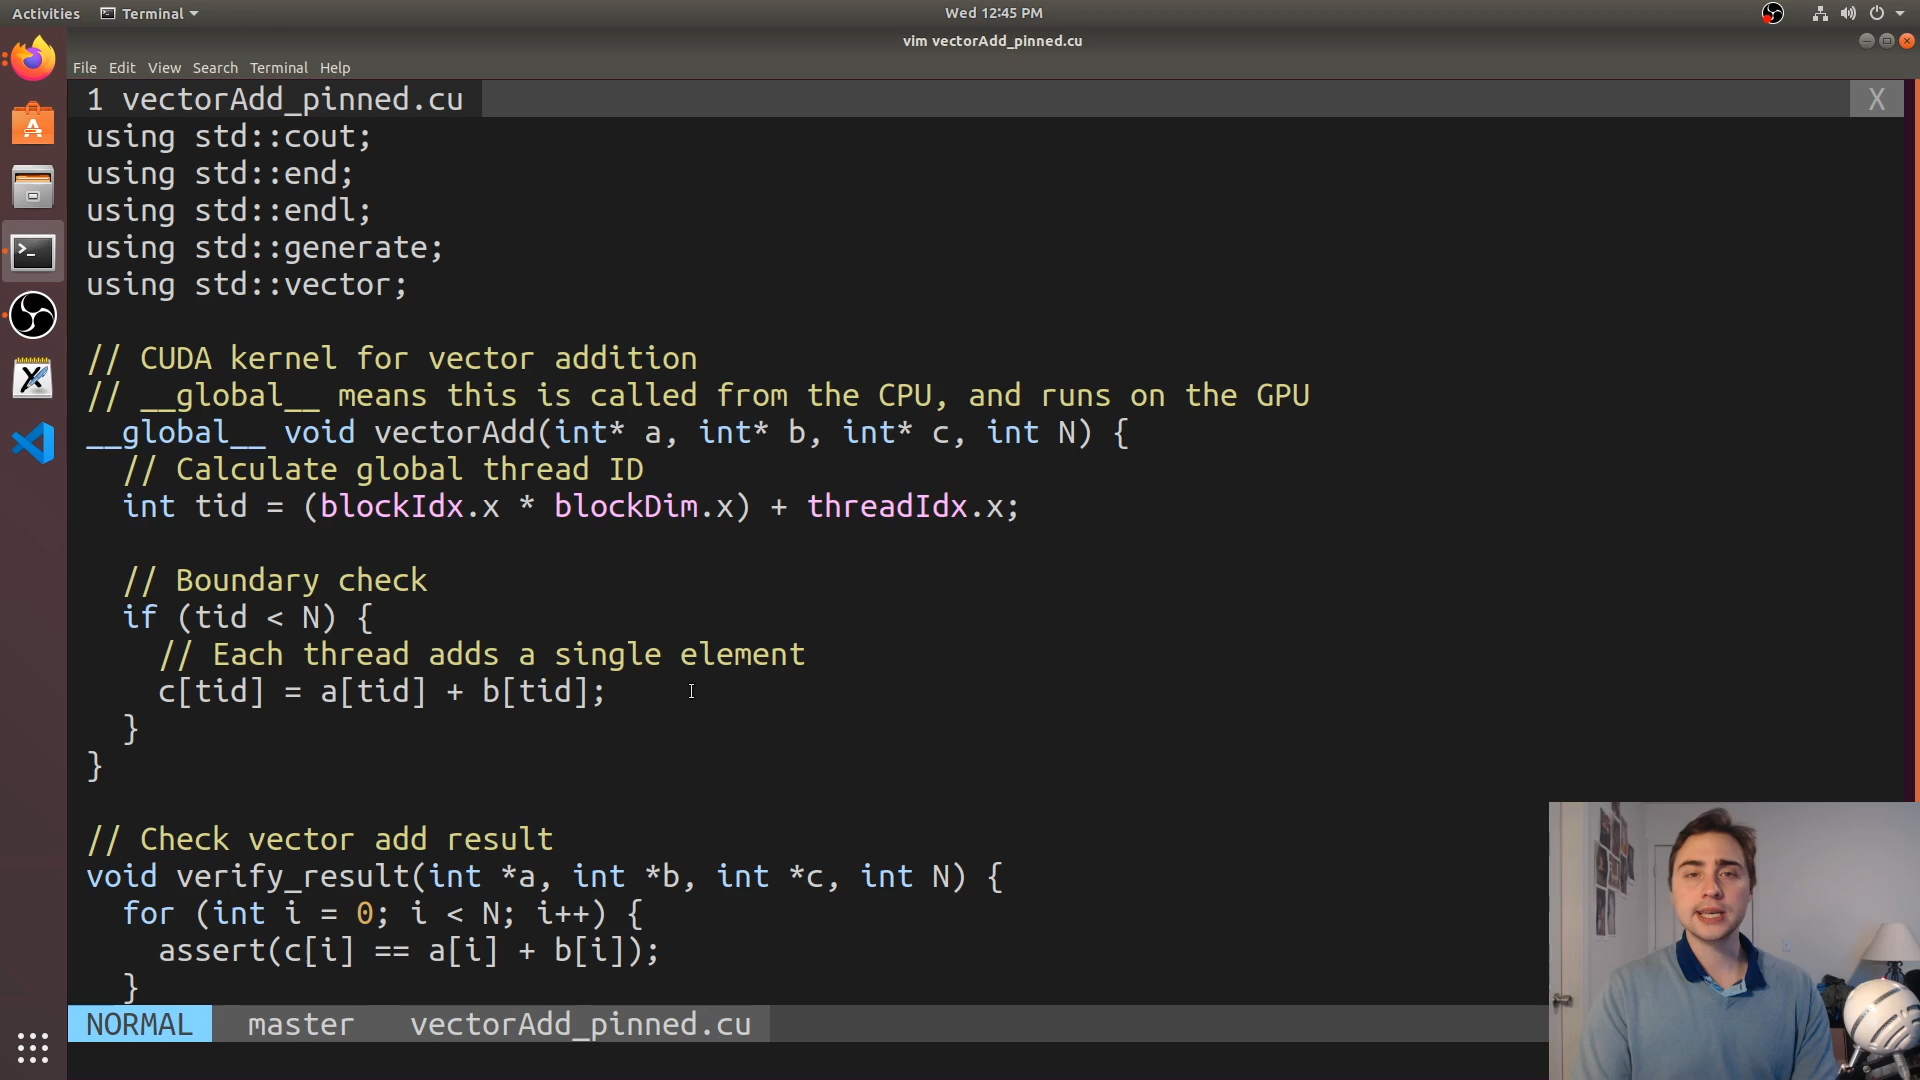 Activities
Terminal
Wed 12:45 PM
vim vectorAdd_pinned.cu
File Edit View Search Terminal Help
1 vectorAdd_pinned.cu X
using std::cout;
using std::end;
using std::endl;
using std::generate;
using std::vector;
// CUDA kernel for vector addition
// __global__ means this is called from the CPU, and runs on the GPU
__global__ void vectorAdd(int* a, int* b, int* c, int N) {
// Calculate global thread ID
int tid = (blockIdx.x * blockDim.x) + threadIdx.x;
// Boundary check
if (tid < N) {
// Each thread adds a single element
c[tid] = a[tid] + b[tid];
}
}
// Check vector add result
void verify_result(int *a, int *b, int *c, int N) {
for (int i = 0; i < N; i++) {
assert(c[i] == a[i] + b[i]);
}
NORMAL master vectorAdd_pinned.cu